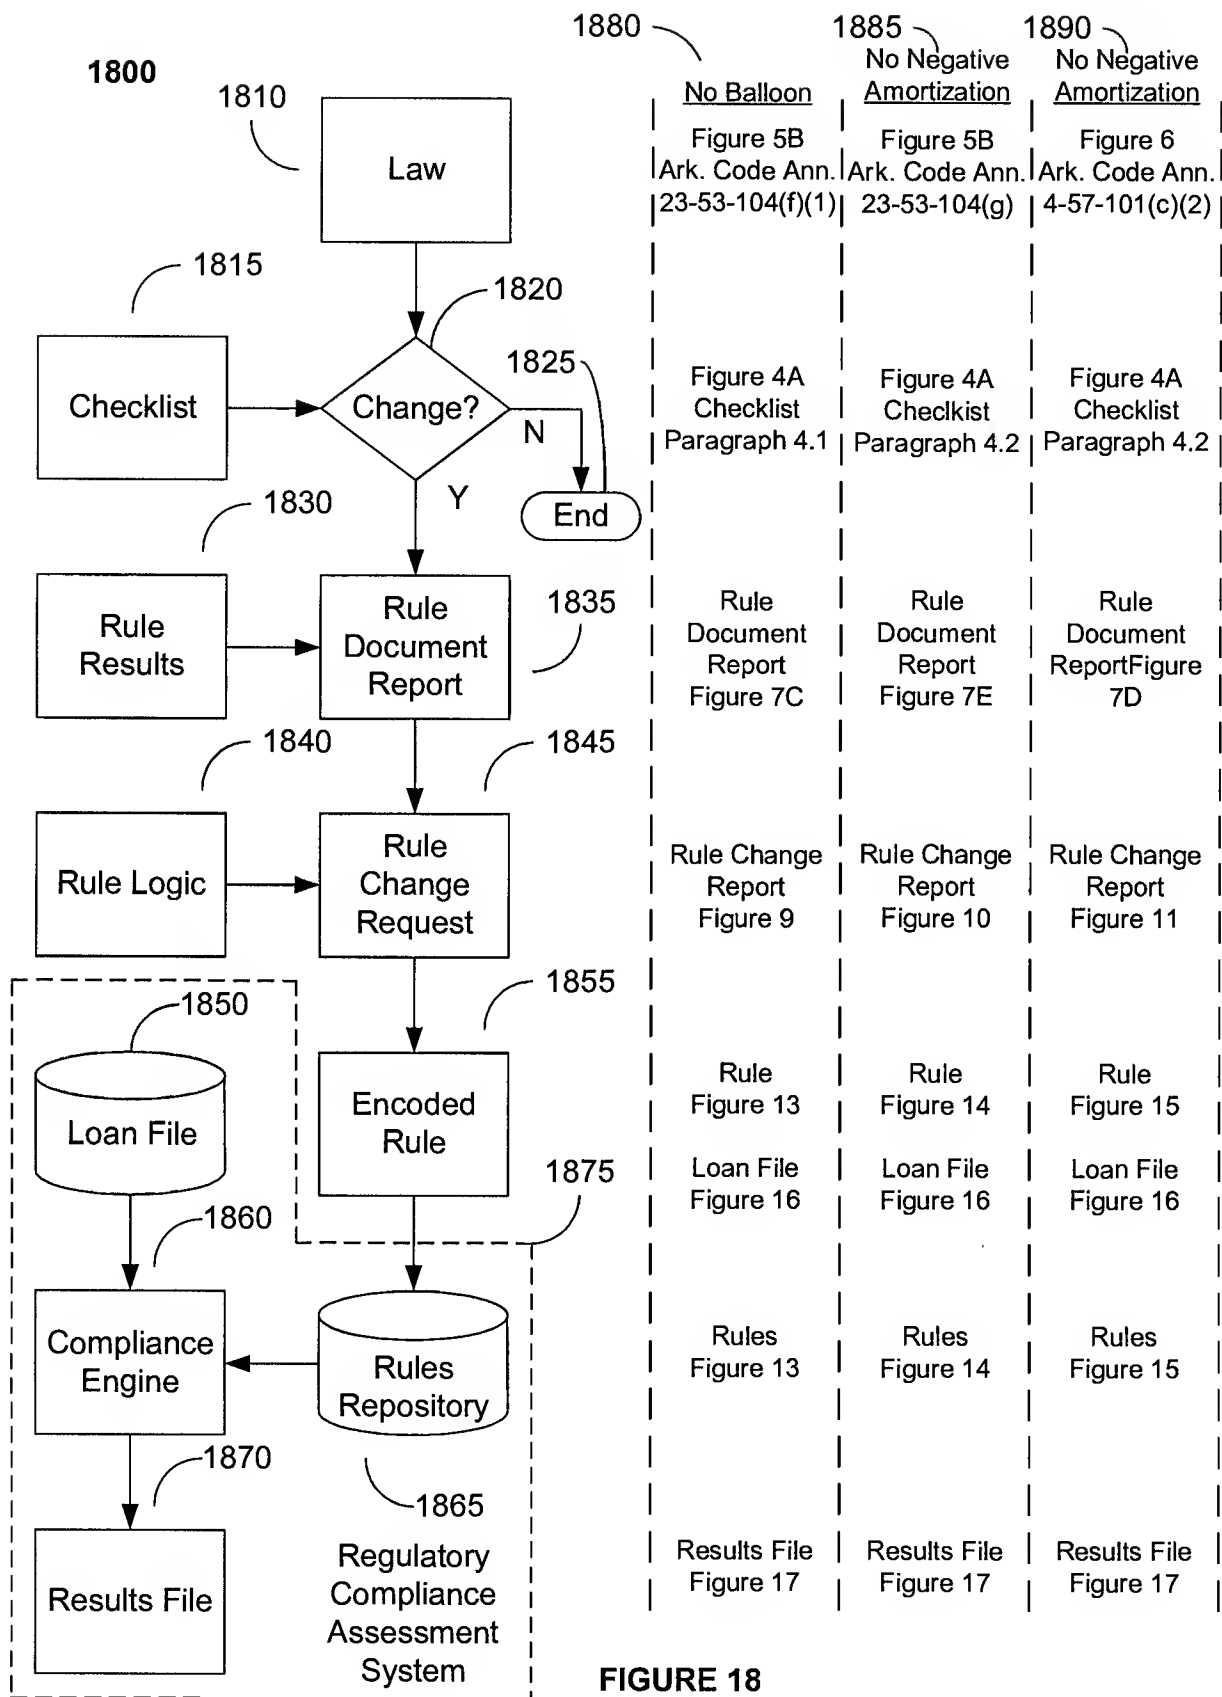 1800
1810
Law
1815
Checklist
1820
Change?
1825
N
Y
End
1830
Rule
Results
Rule
Document
Report
1835
1840
Rule Logic
1845
Rule
Change
Request
1850
Loan File
1855
Encoded
Rule
1875
1860
Compliance
Engine
Rules
Repository
1865
1870
Results File
Regulatory
Compliance
Assessment
System
1880
No Balloon
Figure 5B
Ark. Code Ann.
23-53-104(f)(1)
Figure 4A
Checklist
Paragraph 4.1
Rule
Document
Report
Figure 7C
Rule Change
Report
Figure 9
Rule
Figure 13
Loan File
Figure 16
Rules
Figure 13
Results File
Figure 17
1885
No Negative
Amortization
Figure 5B
Ark. Code Ann.
23-53-104(g)
Figure 4A
Checlkist
Paragraph 4.2
Rule
Document
Report
Figure 7E
Rule Change
Report
Figure 10
Rule
Figure 14
Loan File
Figure 16
Rules
Figure 14
Results File
Figure 17
1890
No Negative
Amortization
Figure 6
Ark. Code Ann.
4-57-101(c)(2)
Figure 4A
Checklist
Paragraph 4.2
Rule
Document
ReportFigure
7D
Rule Change
Report
Figure 11
Rule
Figure 15
Loan File
Figure 16
Rules
Figure 15
Results File
Figure 17
FIGURE 18